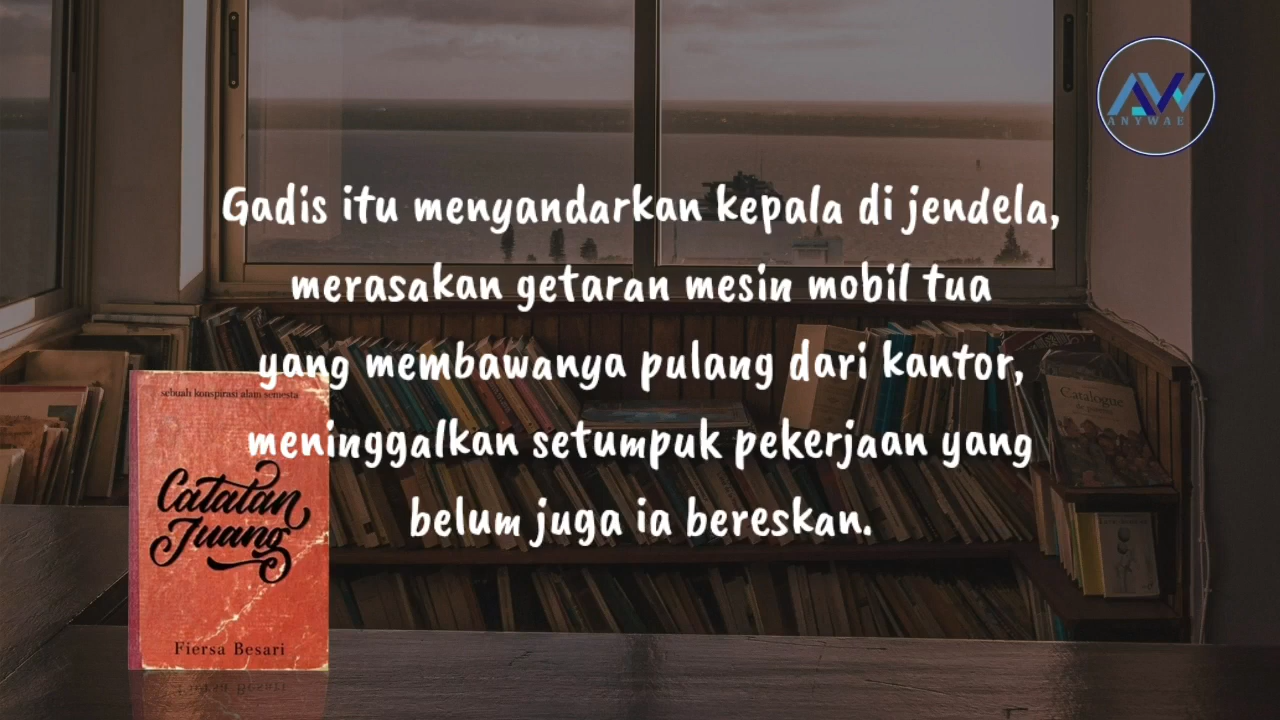 ANYWAE
Gadis itu menyandarkan kepala di jendela,
merasakan getaran mesin mobil tua
yang membawanya pulang dari kantor,
meninggalkan setumpuk pekerjaan yang
belum juga ia bereskan.
sebuah konspirasi alam semesta
Catatan
Juang
Fiersa Besari
Catalogue